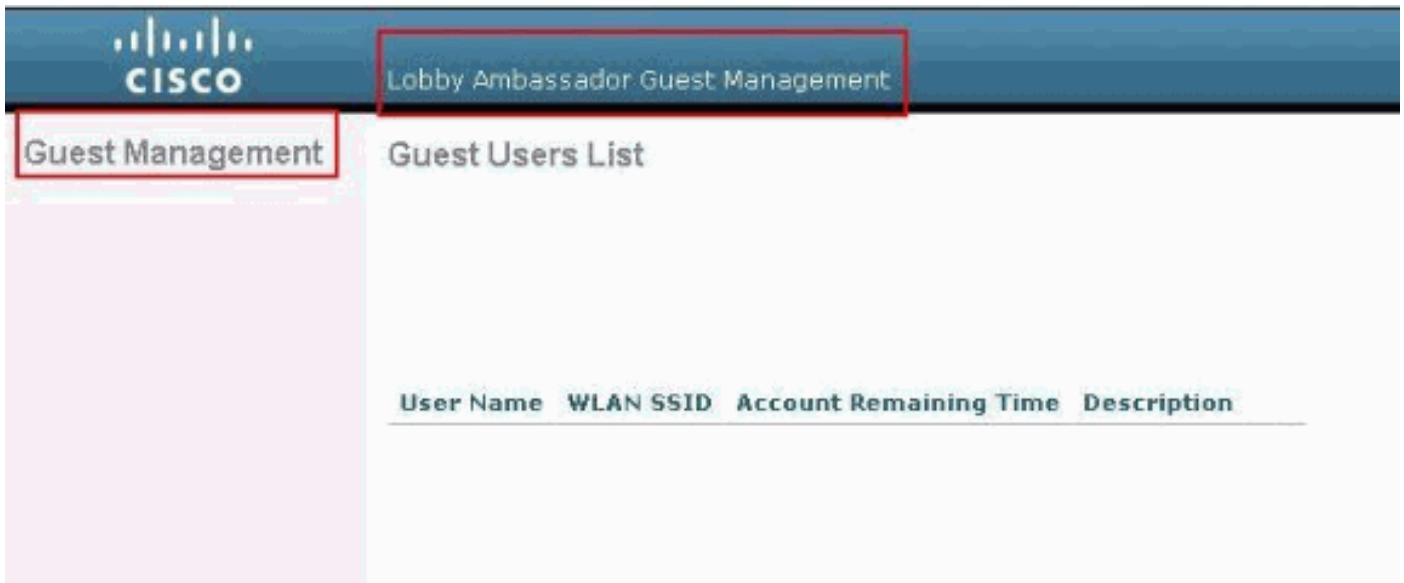 CISCO
Lobby Ambassador Guest Management
Guest Management
Guest Users List
User Name WLAN SSID Account Remaining Time Description